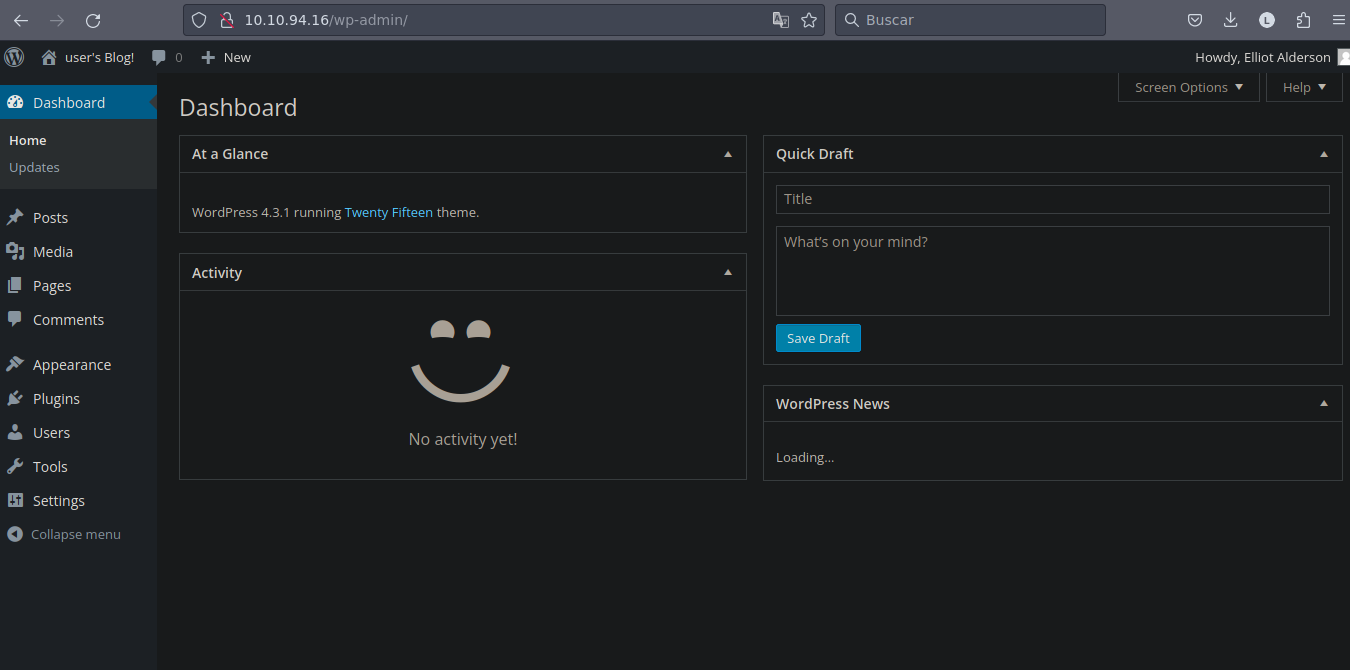 10.10.94.16/wp-admin/
Buscar
L
user's Blog!
0
New
Howdy, Elliot Alderson
Dashboard
Home
Updates
Posts
Media
Pages
Comments
Appearance
Plugins
Users
Tools
Settings
Collapse menu
Screen Options
Help
Dashboard
At a Glance
WordPress 4.3.1 running Twenty Fifteen theme.
Activity
No activity yet!
Quick Draft
Title
What's on your mind?
Save Draft
WordPress News
Loading...